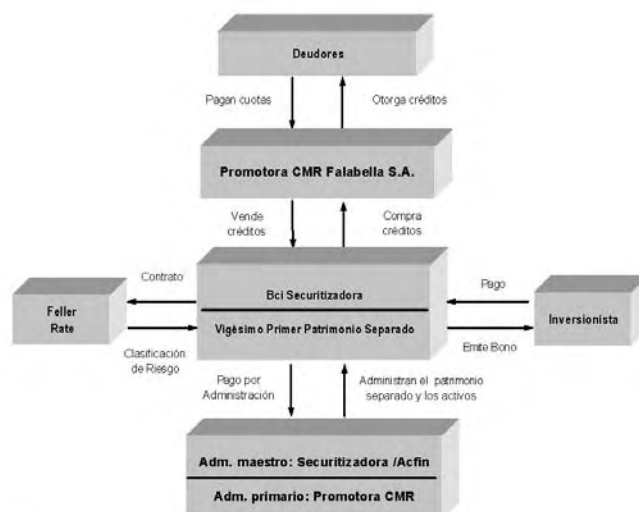 Deudores
Pagan cuotas
Otorga créditos
Promotora CMR Falabella S.A.
Vende
créditos
Compra
créditos
Contrato
Bci Securitizadora
Pago
Feller
Rate
Vigèsimo Primer Patrimonio Separado
Inversionista
Clasificación
de Riesgo
Emite Bono
Pago por
Administración
Administran el patrimonio
separado y los activos
Adm. maestro: Securitizadora /Acfin
Adm. primario: Promotora CMR